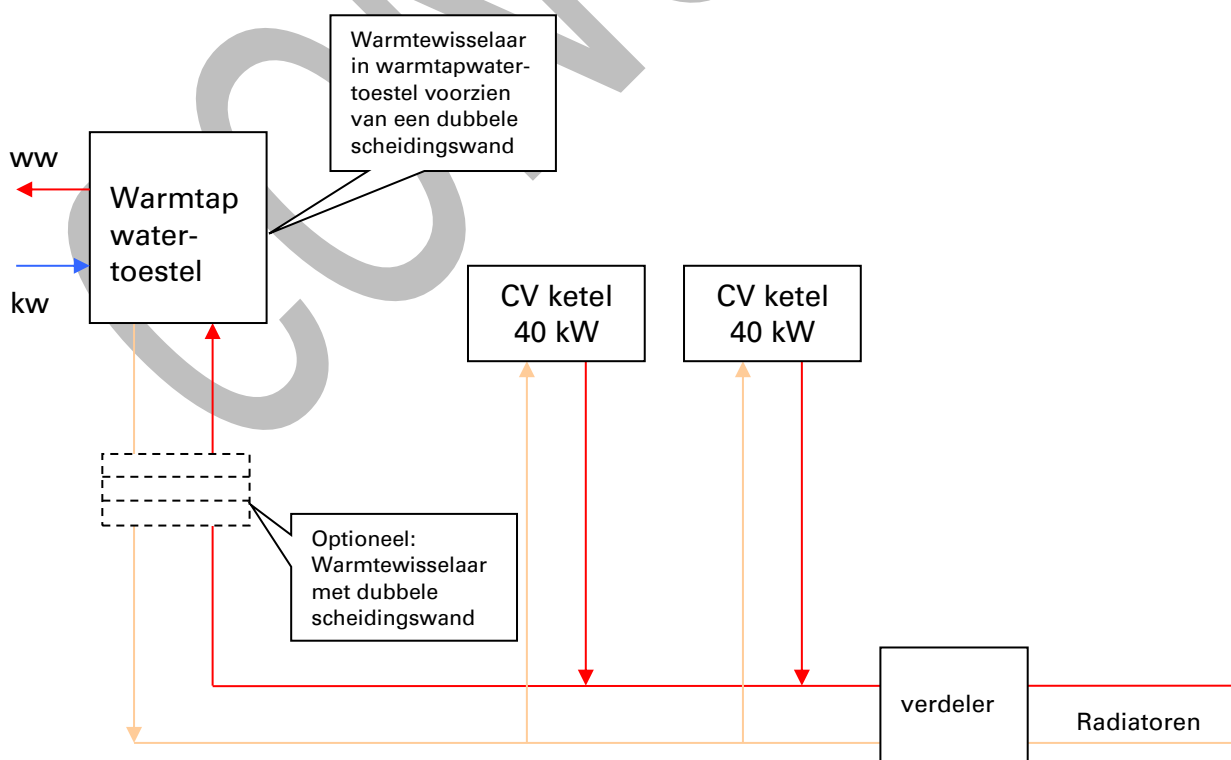 Warmtewisselaar
in warmtapwater-
toestel voorzien
van een dubbele
scheidingswand
ww
Warmtap
water-
toestel
kw
CV ketel
40 kW
CV ketel
40 kW
Optioneel:
Warmtewisselaar
met dubbele
scheidingswand
verdeler
Radiatoren